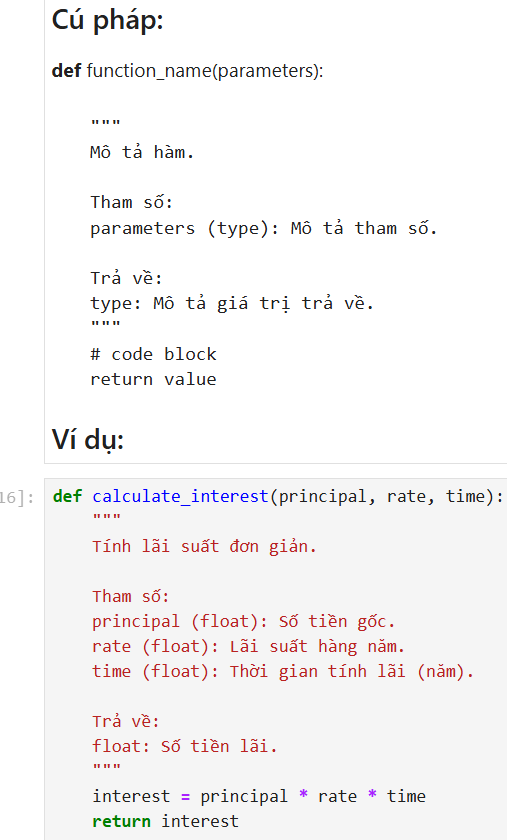 Cú pháp:
def function_name(parameters):
"""
Mô tả hàm.
Tham số:
parameters (type): Mô tả tham số.
Trả về:
type: Mô tả giá trị trả về.
"""
# code block
return value
Ví dụ:
16]: def calculate_interest(principal, rate, time):
"""
Tính lãi suất đơn giản.
Tham số:
principal (float): Số tiền gốc.
rate (float): Lãi suất hàng năm.
time (float): Thời gian tính lãi (năm).
Trả về:
float: Số tiền lãi.
"""
interest = principal * rate * time
return interest